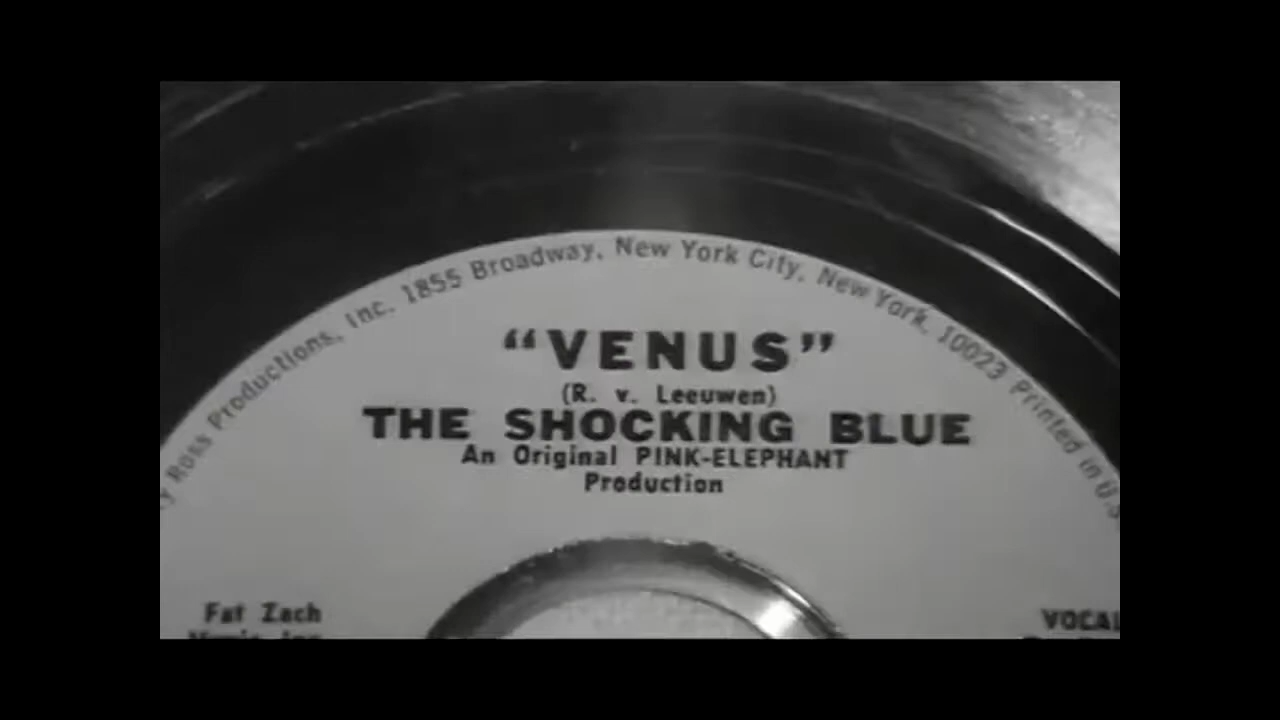 Ross Productions, Inc. 1855 Broadway, New York City, New York, 10023 Printed in U.S
"VENUS"
(R. v. Leeuwen)
THE SHOCKING BLUE
An Original PINK-ELEPHANT
Production
Fat Zach
VOCAL